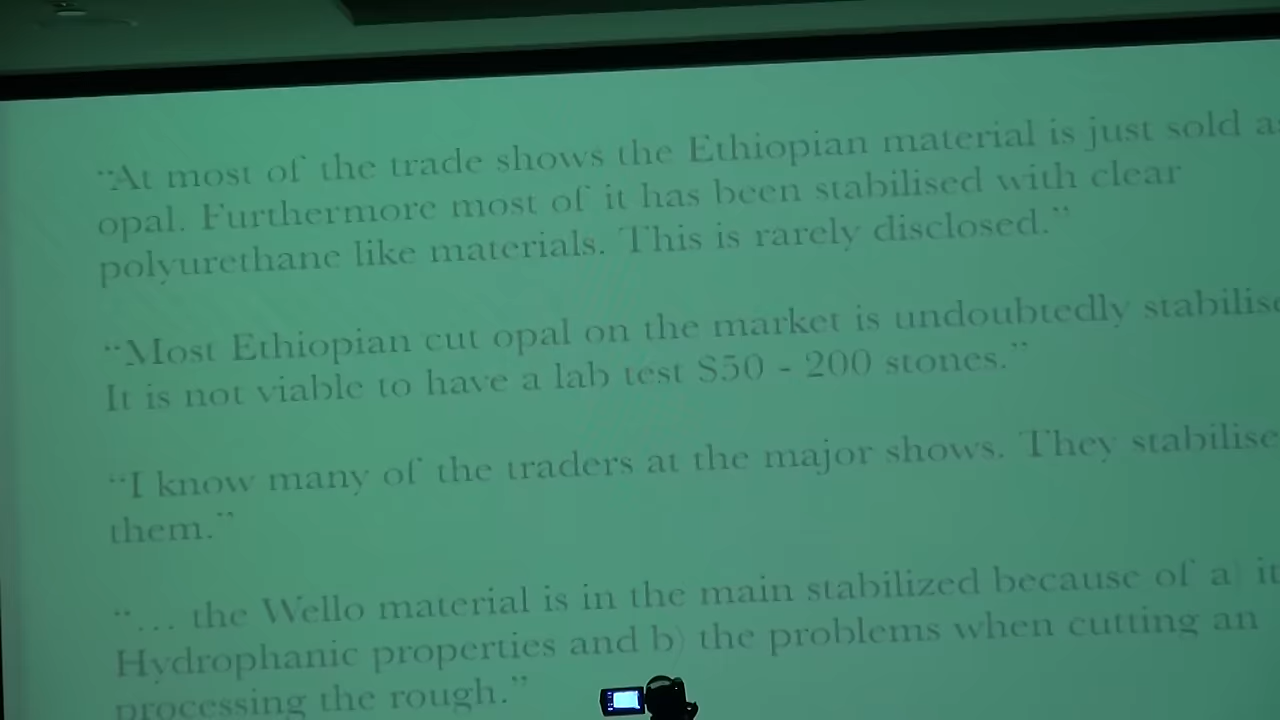 “At most of the trade shows the Ethiopian material is just sold a
opal. Furthermore most of it has been stabilised with clear
polyurethane like materials. This is rarely disclosed.”
“Most Ethiopian cut opal on the market is undoubtedly stabilise
It is not viable to have a lab test $50 - 200 stones.”
“I know many of the traders at the major shows. They stabilise
them.”
“... the Wello material is in the main stabilized because of a) it
Hydrophanic properties and b) the problems when cutting an
processing the rough.”